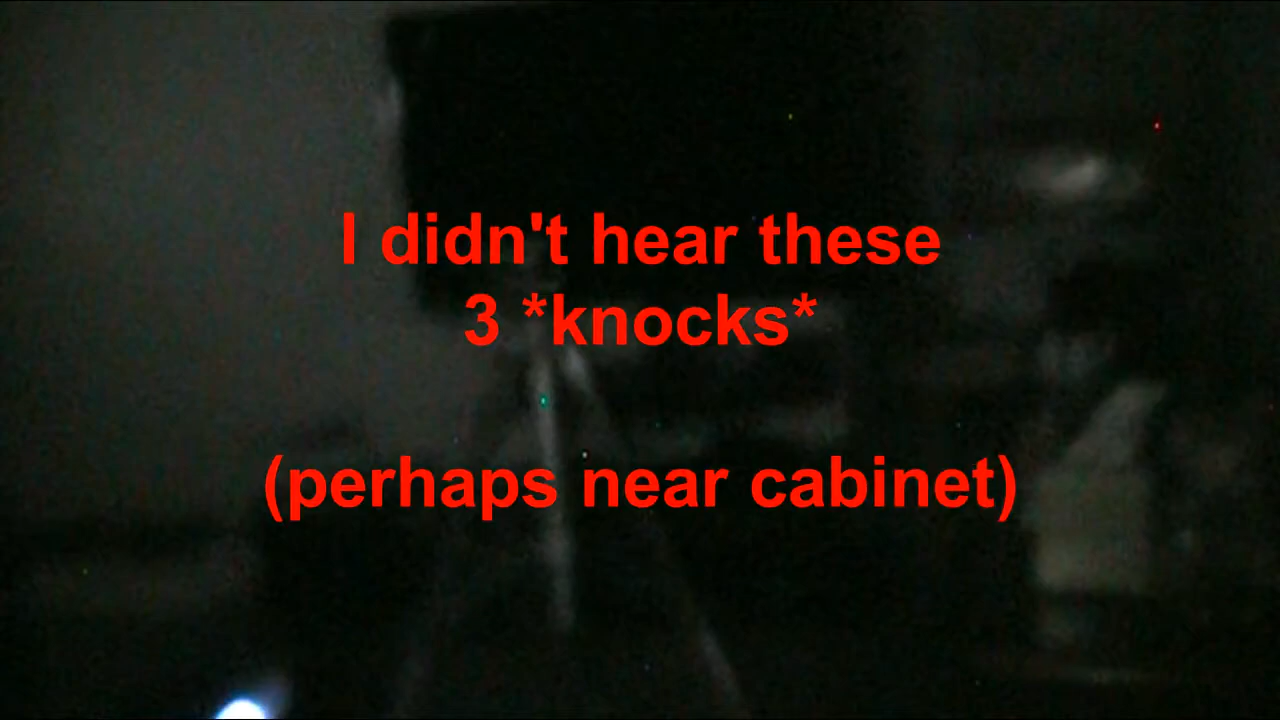 I didn't hear these
3 *knocks*
(perhaps near cabinet)